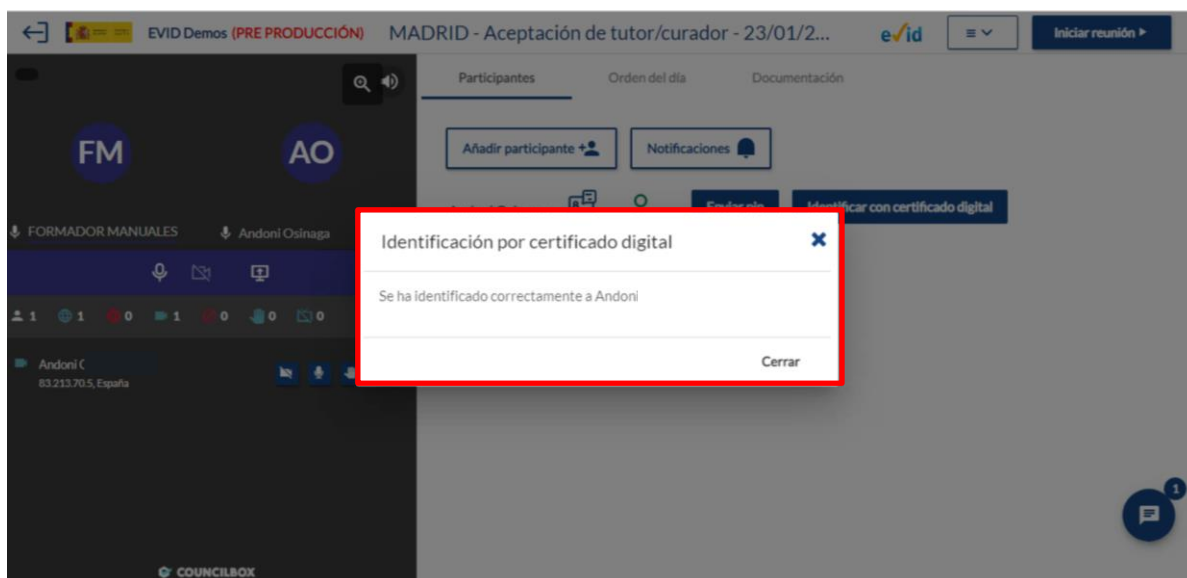 EVID Demos (PRE PRODUCCIÓN)
MADRID - Aceptación de tutor/curador - 23/01/2...
e✓id
Iniciar reunión
Participantes
Orden del día
Documentación
FM
AO
Añadir participante
Notificaciones
Enviar pin
Identificar con certificado digital
FORMADOR MANUALES
Andoni Osinaga
Identificación por certificado digital
Se ha identificado correctamente a Andoni
Cerrar
1 1 0 1 0 0 0
Andoni
83.213.70.5, España
1
COUNCILBOX